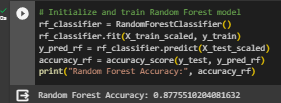 # Initialize and train Random Forest model
rf_classifier = RandomForestClassifier()
rf_classifier.fit(X_train_scaled, y_train)
y_pred_rf = rf_classifier.predict(X_test_scaled)
accuracy_rf = accuracy_score(y_test, y_pred_rf)
print("Random Forest Accuracy:", accuracy_rf)
Random Forest Accuracy: 0.8775510204081632